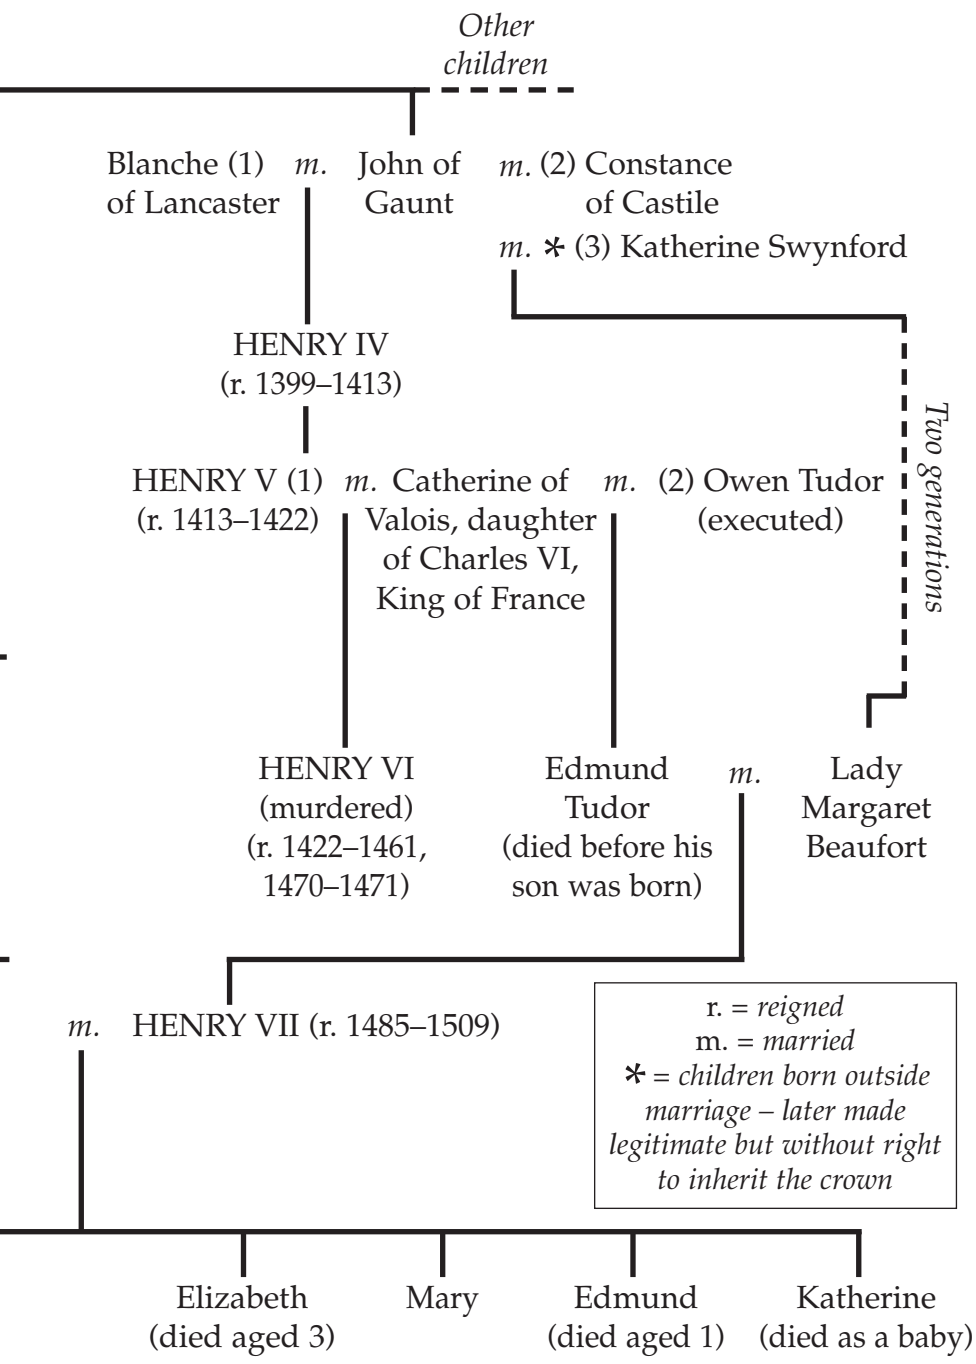 Other
children
Blanche (1) m. John of m. (2) Constance
of Lancaster Gaunt of Castile
m. * (3) Katherine Swynford
HENRY IV
(r. 1399–1413)
Two generations
HENRY V (1) m. Catherine of m. (2) Owen Tudor
(r. 1413–1422) Valois, daughter (executed)
of Charles VI,
King of France
HENRY VI Edmund m. Lady
(murdered) Tudor Margaret
(r. 1422–1461, (died before his Beaufort
1470–1471) son was born)
m. HENRY VII (r. 1485–1509)
r. = reigned
m. = married
* = children born outside
marriage – later made
legitimate but without right
to inherit the crown
Elizabeth Mary Edmund Katherine
(died aged 3) (died aged 1) (died as a baby)